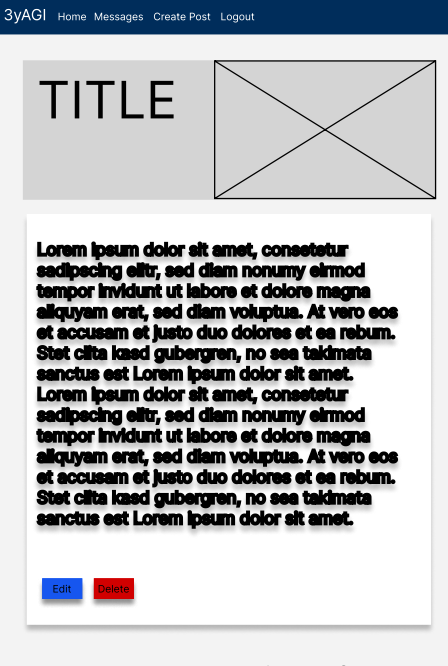 3yAGI Home Messages Create Post Logout
TITLE
Lorem ipsum dolor sit amet, consetetur
sadipscing elitr, sed diam nonumy eirmod
tempor invidunt ut labore et dolore magna
aliquyam erat, sed diam voluptua. At vero eos
et accusam et justo duo dolores et ea rebum.
Stet clita kasd gubergren, no sea takimata
sanctus est Lorem ipsum dolor sit amet.
Lorem ipsum dolor sit amet, consetetur
sadipscing elitr, sed diam nonumy eirmod
tempor invidunt ut labore et dolore magna
aliquyam erat, sed diam voluptua. At vero eos
et accusam et justo duo dolores et ea rebum.
Stet clita kasd gubergren, no sea takimata
sanctus est Lorem ipsum dolor sit amet.
Edit Delete